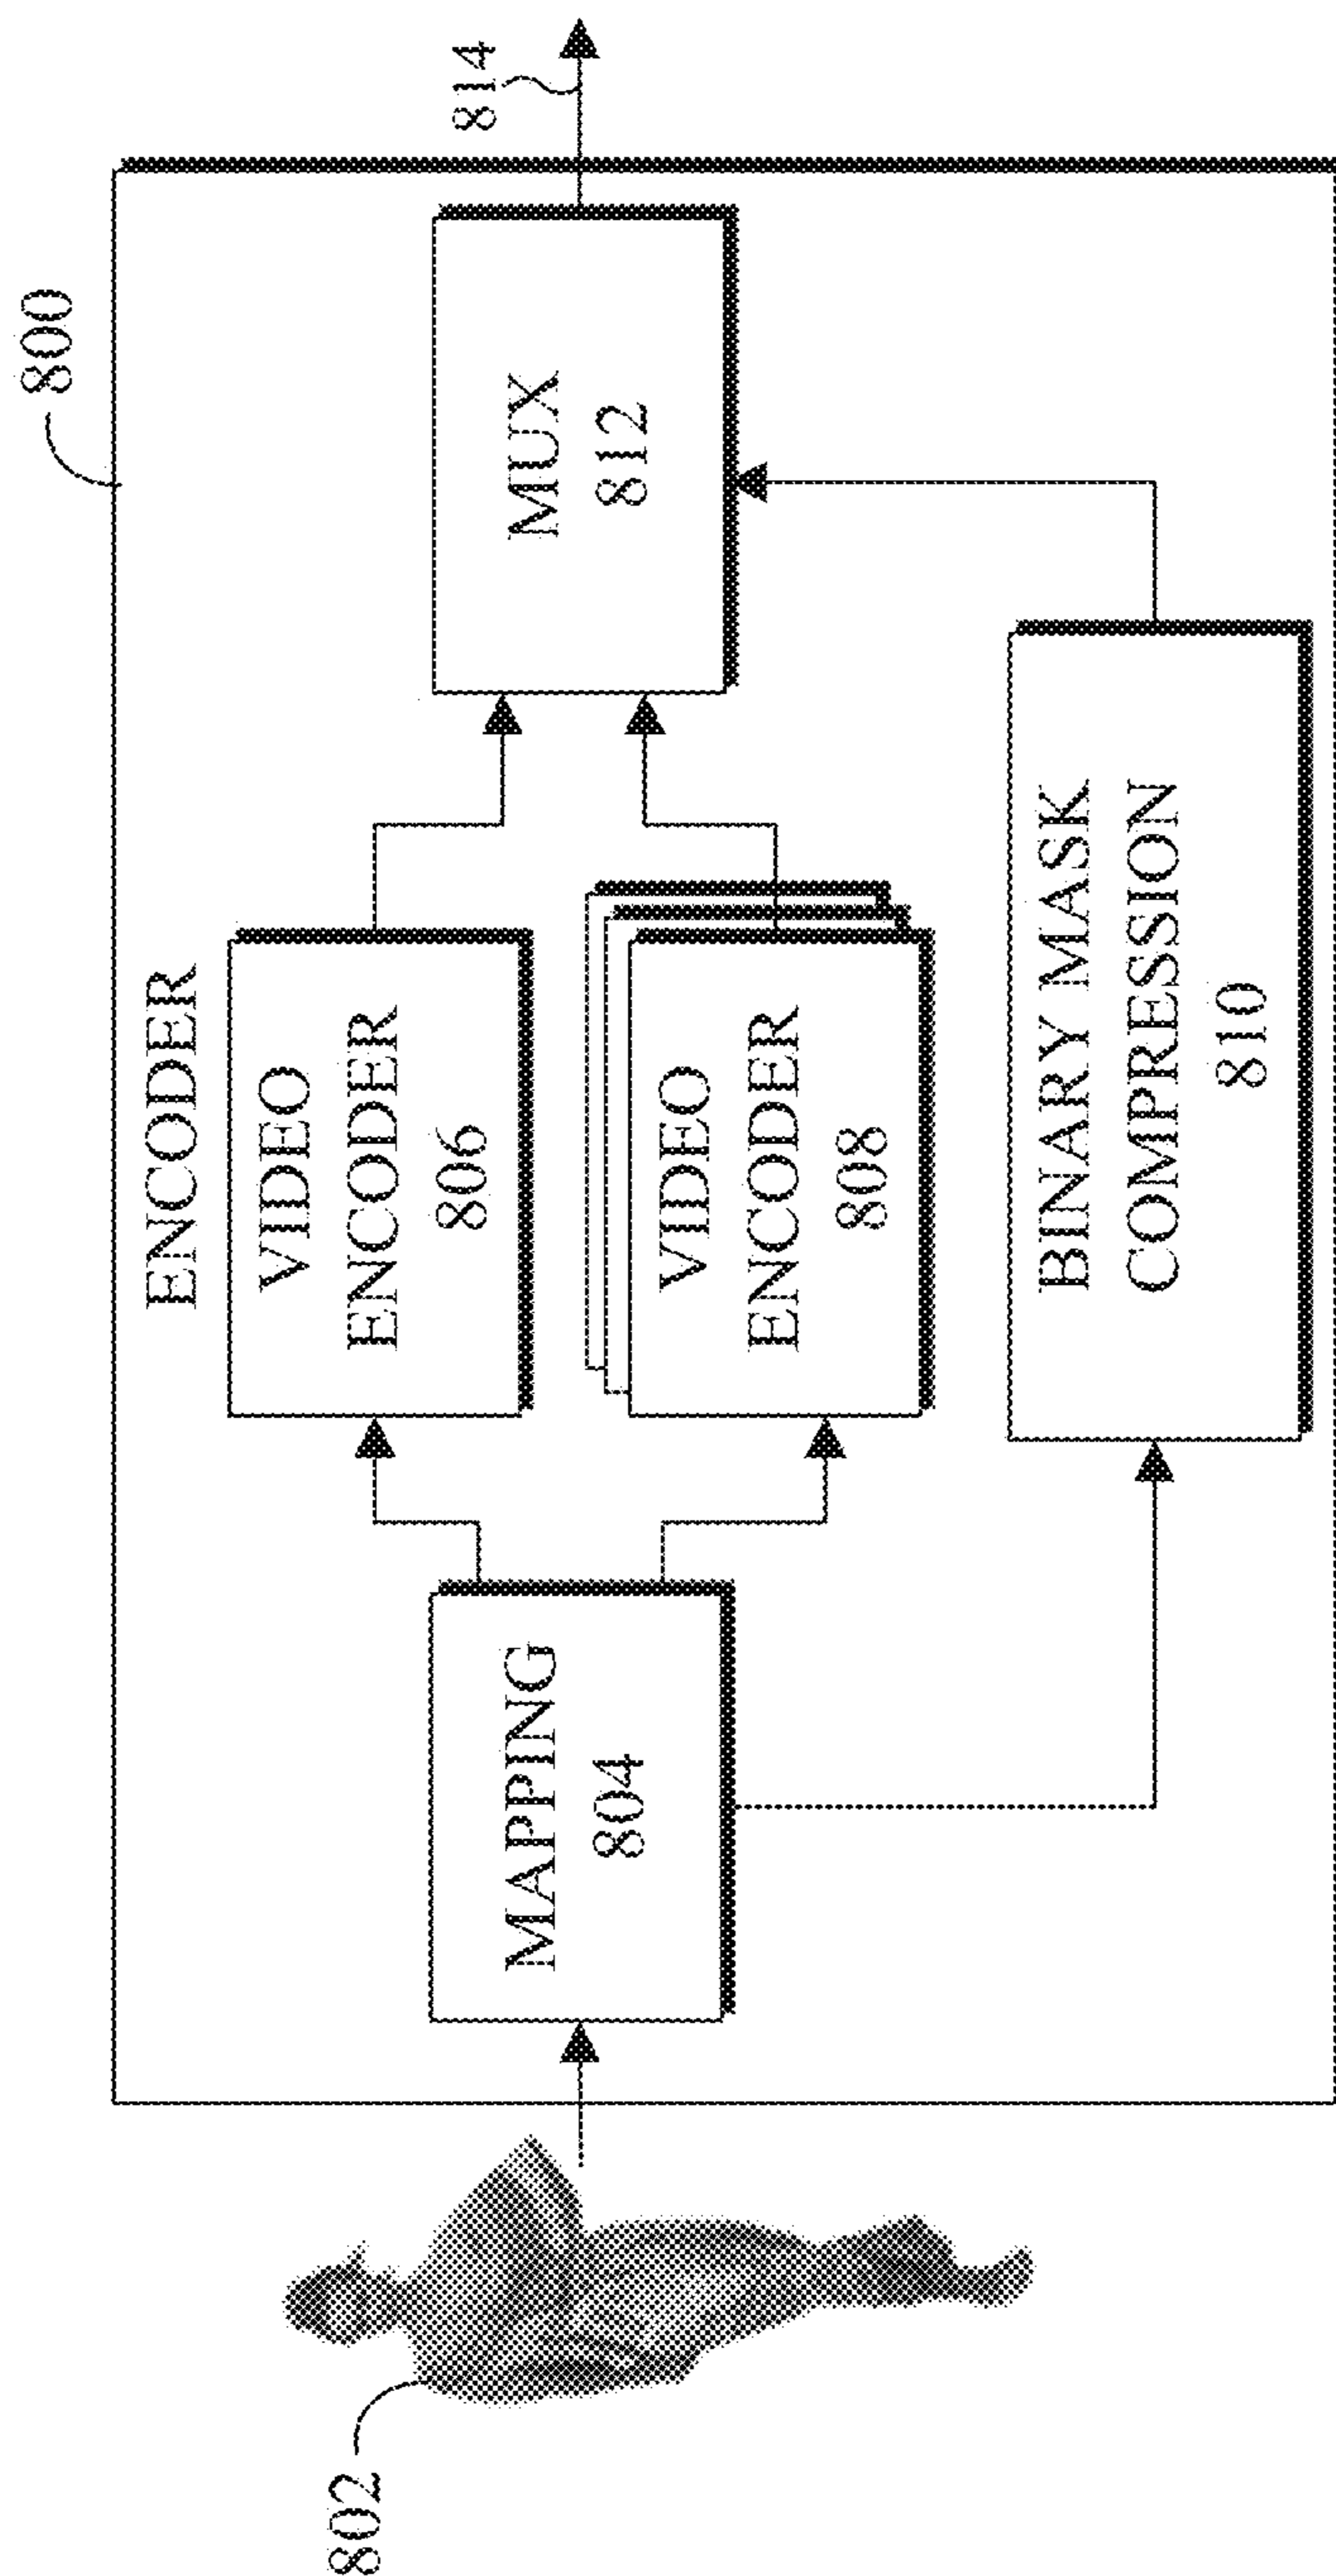 800
ENCODER
802
MAPPING
804
VIDEO
ENCODER
806
VIDEO
ENCODER
808
BINARY MASK
COMPRESSION
810
MUX
812
814